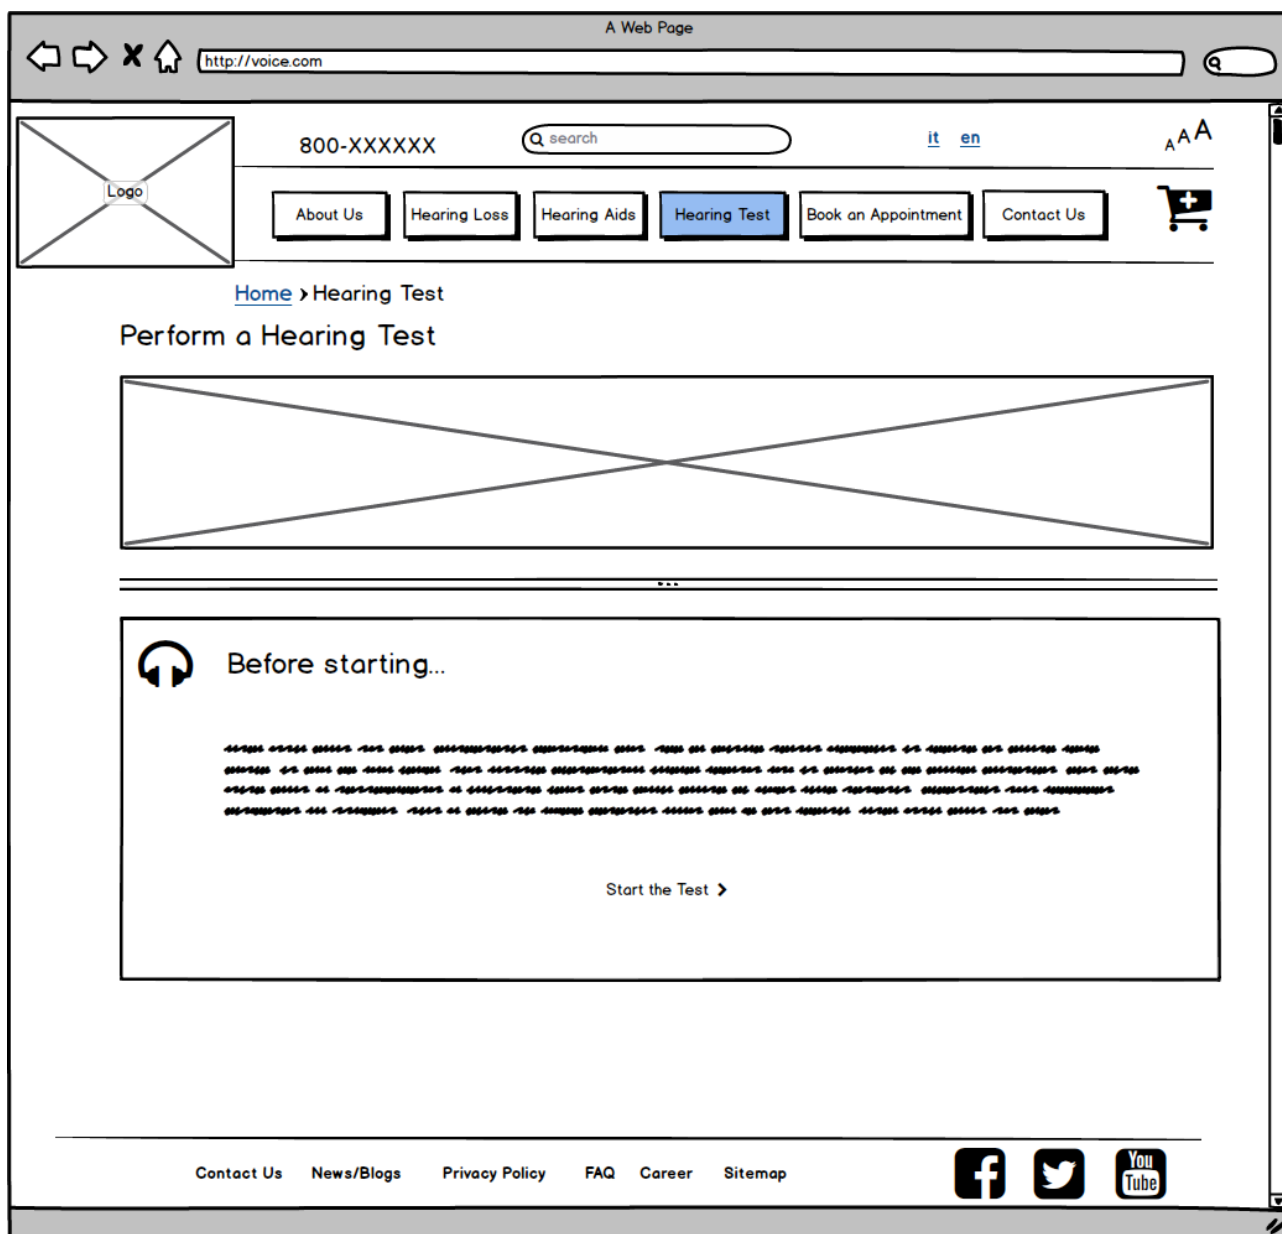 A Web Page
http://voice.com
800-XXXXXX
search
it en
A A A
Logo
About Us
Hearing Loss
Hearing Aids
Hearing Test
Book an Appointment
Contact Us
Home › Hearing Test
Perform a Hearing Test
Before starting...
Start the Test
Contact Us
News/Blogs
Privacy Policy
FAQ
Career
Sitemap
You
Tube